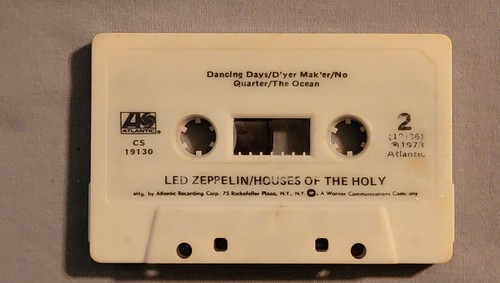 Dancing Days/D'yer Mak'er/No
Quarter/The Ocean
ATLANTIC
CS
19130
2
℗1973
Atlantic
LED ZEPPELIN/HOUSES OF THE HOLY
Mfg. by Atlantic Recording Corp. 75 Rockefeller Plaza, N.Y., N.Y. A Warner Communications Company